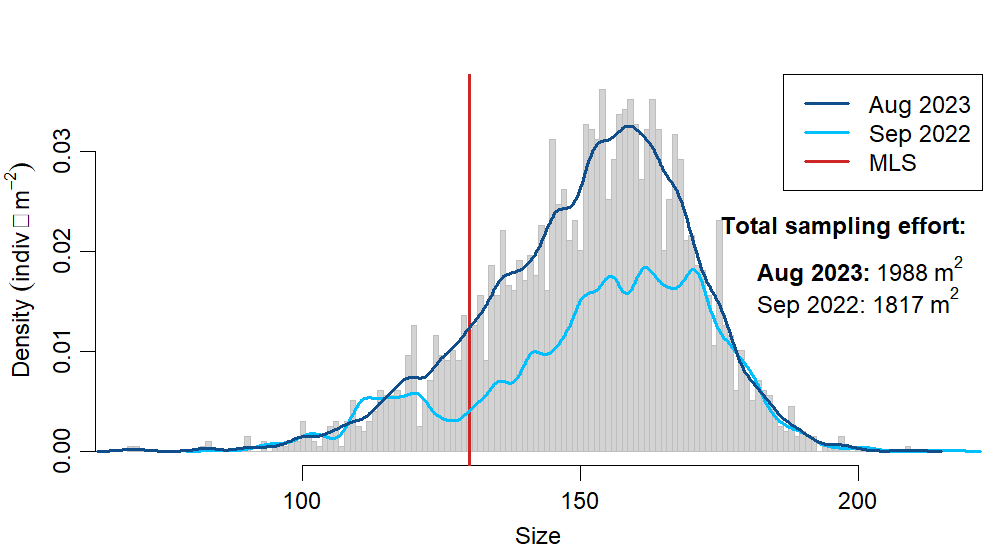 Aug 2023
Sep 2022
MLS
Total sampling effort:
Aug 2023: 1988 m²
Sep 2022: 1817 m²
Density (indiv□m⁻²)
0.03
0.02
0.01
0.00
100 150 200
Size